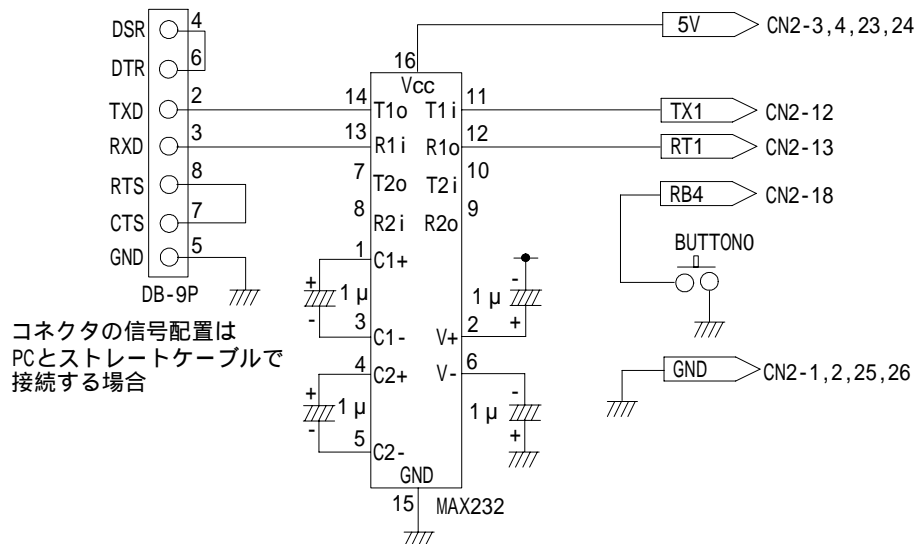 DSR 4
DTR 6
TXD 2
RXD 3
RTS 8
CTS 7
GND 5
DB-9P
コネクタの信号配置は
PCとストレートケーブルで
接続する場合
16
Vcc
14 T1o T1i 11
13 R1i R1o 12
7 T2o T2i 10
8 R2i R2o 9
1 C1+
+ 1μ -
3 C1-
4 C2+
+ 1μ -
5 C2-
- 1μ +
2 V+
6 V-
- 1μ +
GND
15 MAX232
5V CN2-3,4,23,24
TX1 CN2-12
RT1 CN2-13
RB4 CN2-18
BUTTON0
GND CN2-1,2,25,26